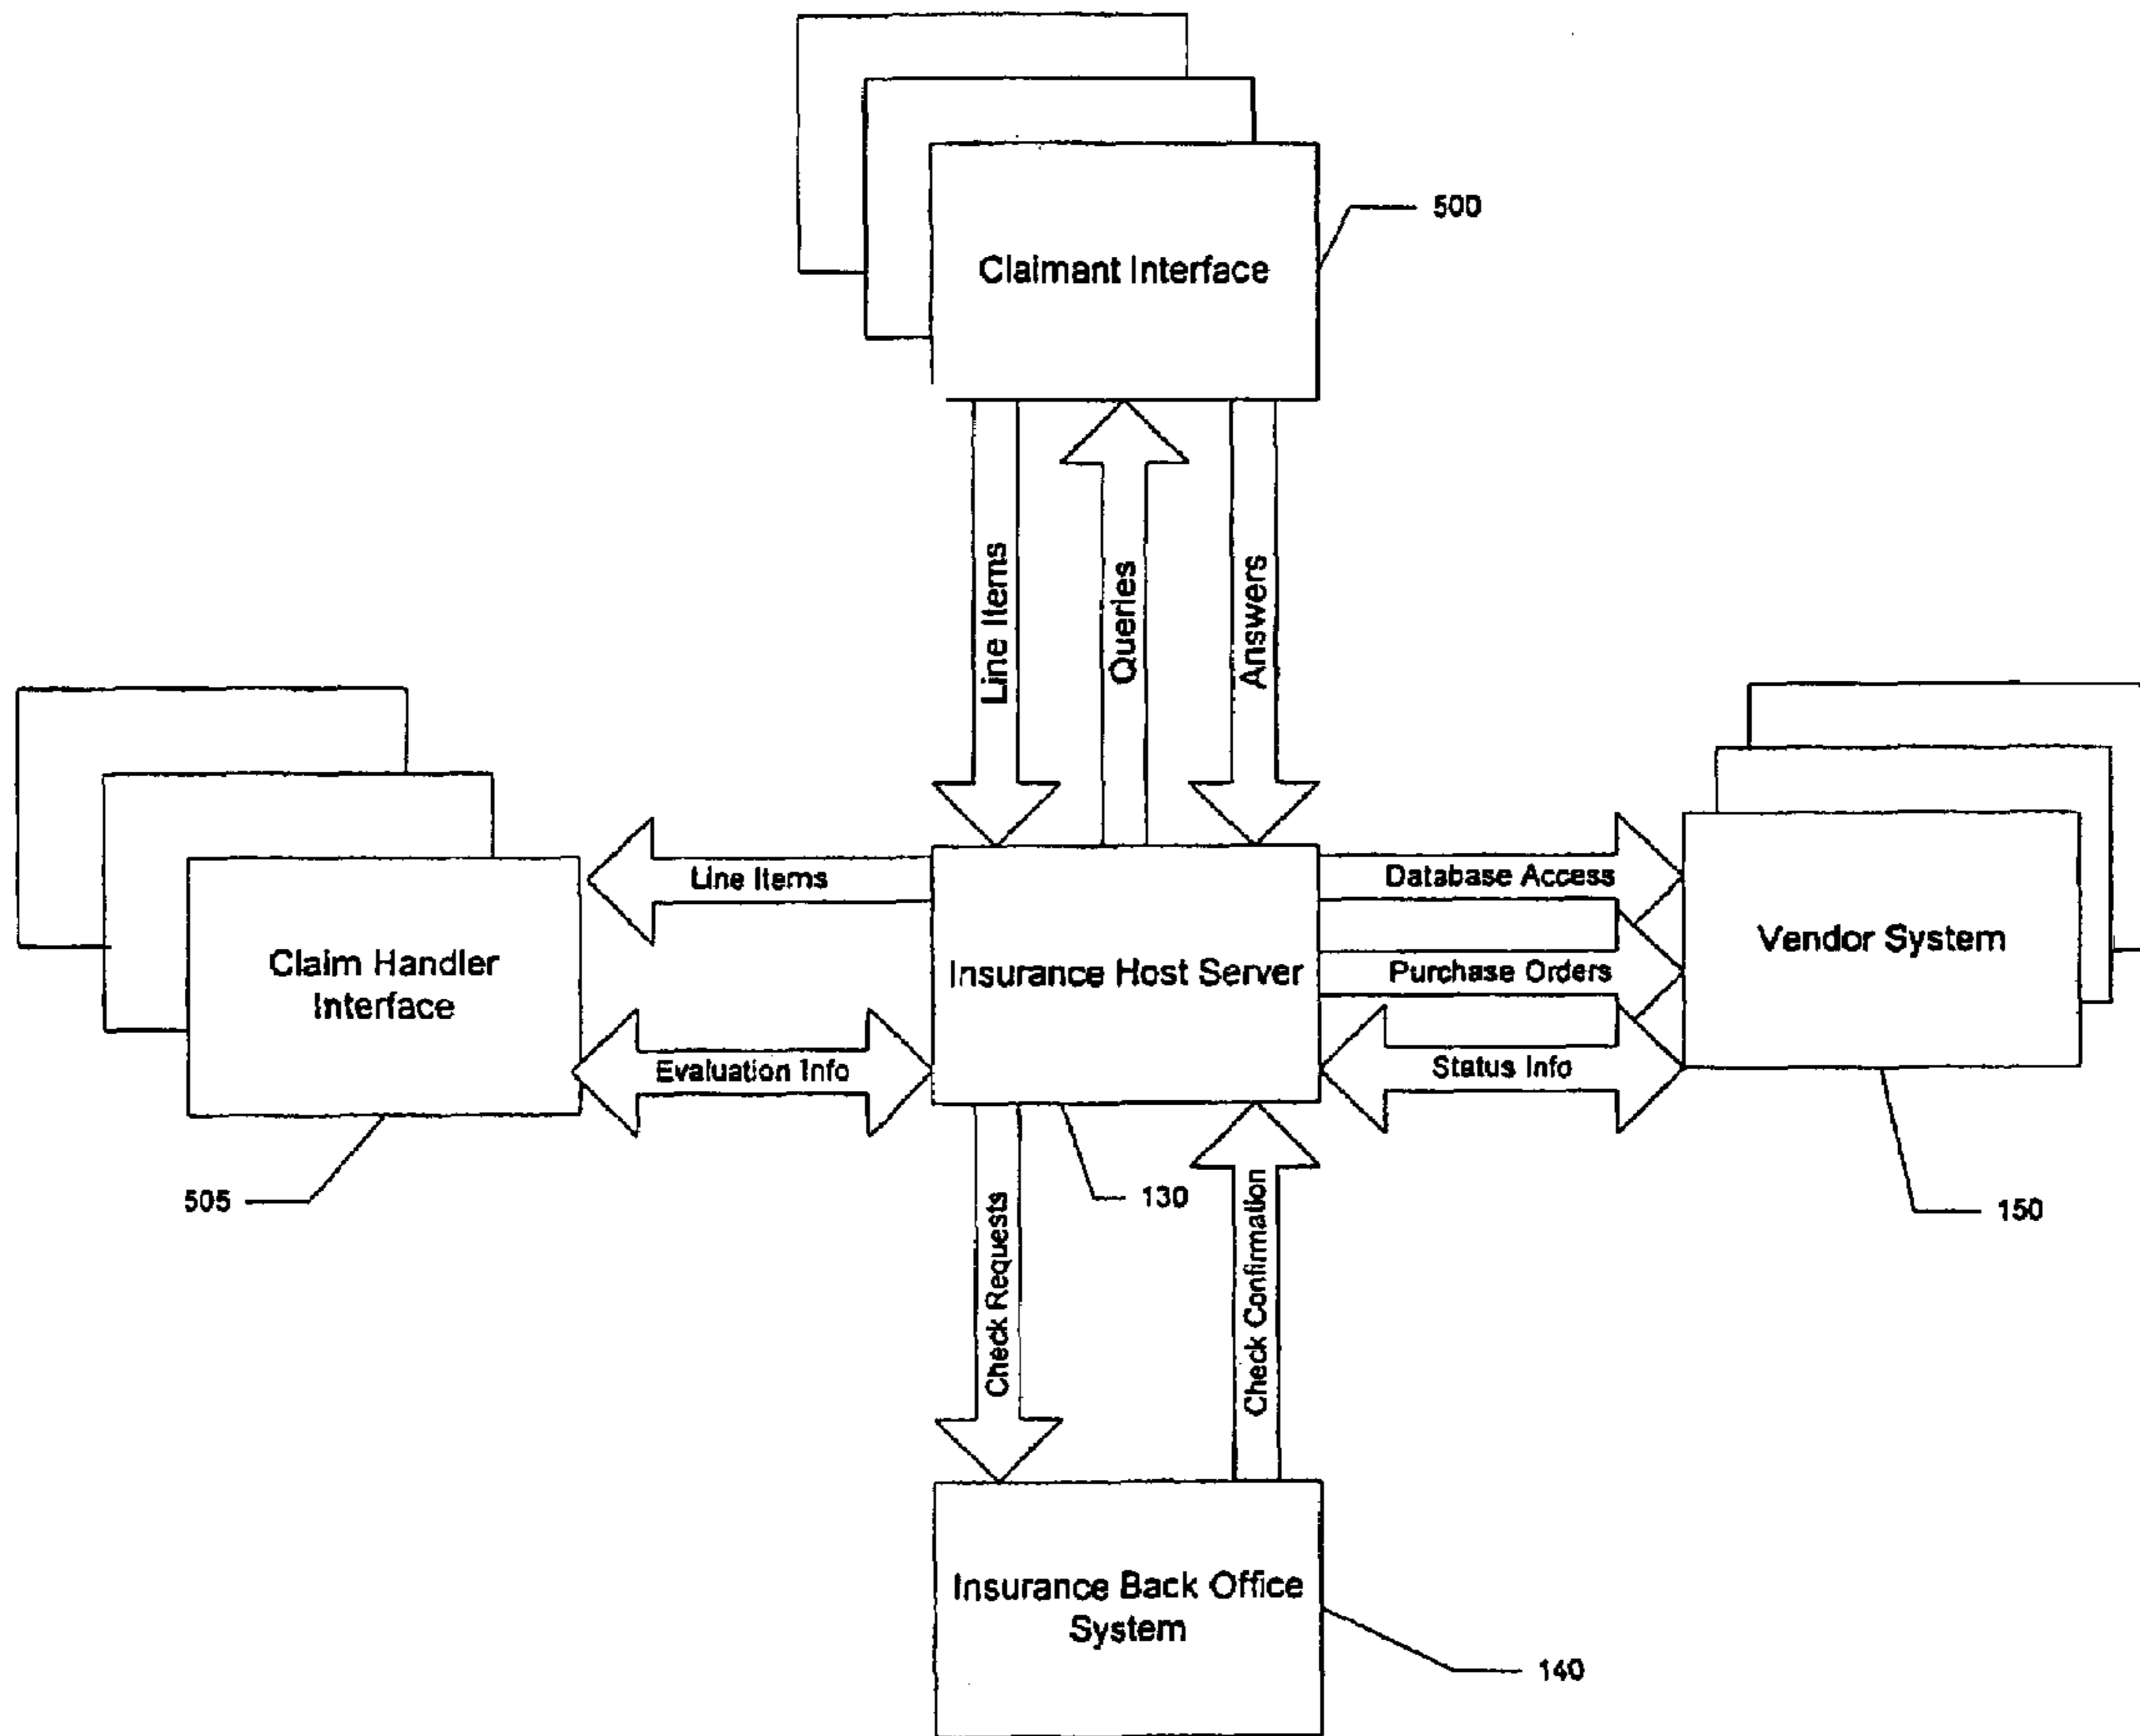 500
Claimant Interface
Line Items
Queries
Answers
Line Items
Database Access
Claim Handler
Interface
Insurance Host Server
Purchase Orders
Vendor System
Evaluation Info
Status Info
505
130
150
Check Requests
Check Confirmation
Insurance Back Office
System
140